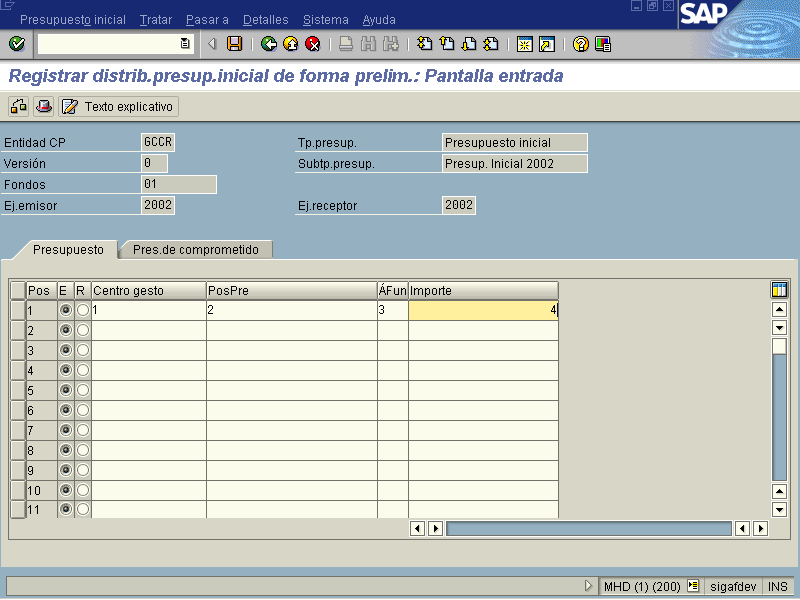 Presupuesto inicial Tratar Pasar a Detalles Sistema Ayuda
SAP
Registrar distrib.presup.inicial de forma prelim.: Pantalla entrada
Texto explicativo
Entidad CP GCCR Tp.presup. Presupuesto inicial
Versión 0 Subtp.presup. Presup. Inicial 2002
Fondos 01
Ej.emisor 2002 Ej.receptor 2002
Presupuesto Pres.de comprometido
Pos E R Centro gesto PosPre ÁFun Importe
1 1 2 3 4
2
3
4
5
6
7
8
9
10
11
MHD (1) (200) sigafdev INS